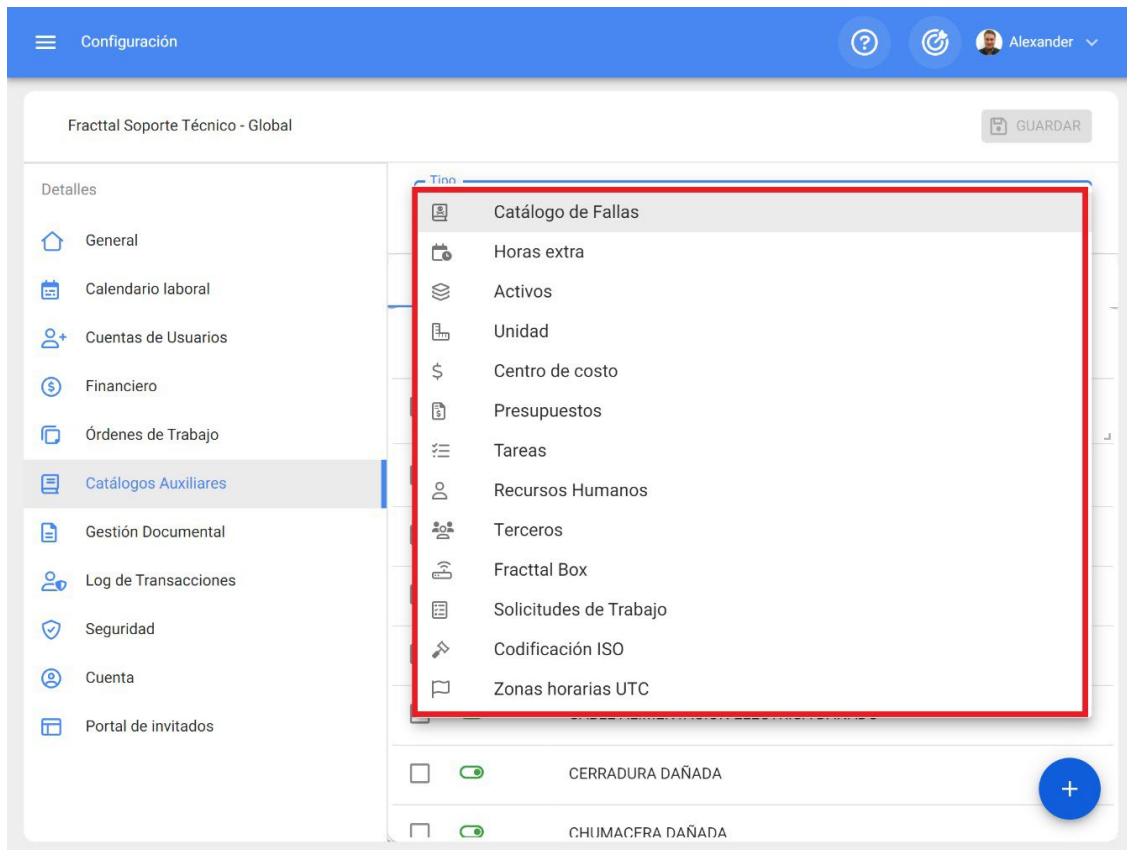 Configuración
Alexander
Fracttal Soporte Técnico - Global
GUARDAR
Detalles
General
Calendario laboral
Cuentas de Usuarios
Financiero
Órdenes de Trabajo
Catálogos Auxiliares
Gestión Documental
Log de Transacciones
Seguridad
Cuenta
Portal de invitados
Tipo
Catálogo de Fallas
Horas extra
Activos
Unidad
Centro de costo
Presupuestos
Tareas
Recursos Humanos
Terceros
Fracttal Box
Solicitudes de Trabajo
Codificación ISO
Zonas horarias UTC
CERRADURA DAÑADA
CHUMACERA DAÑADA